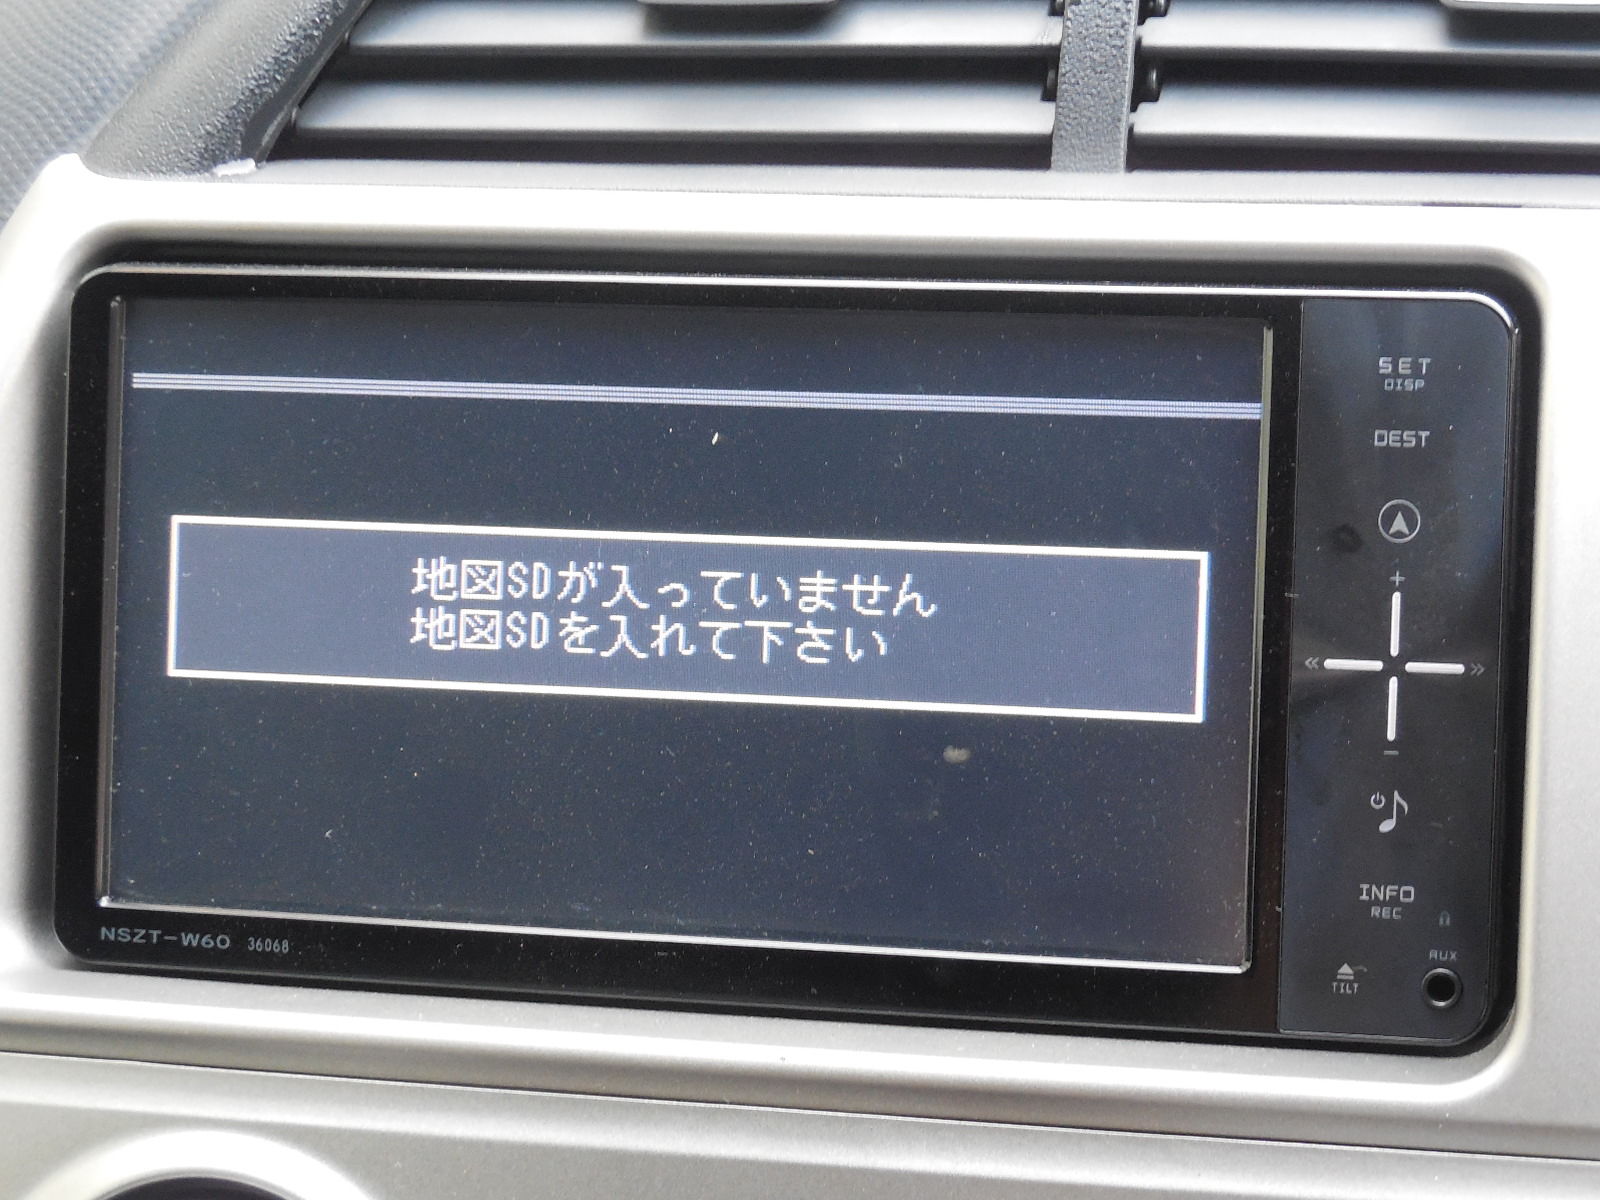 地図SDが入っていません
地図SDを入れて下さい
SET
DISP
DEST
+
«
»
−
INFO
REC
AUX
TILT
NSZT-W60 36068